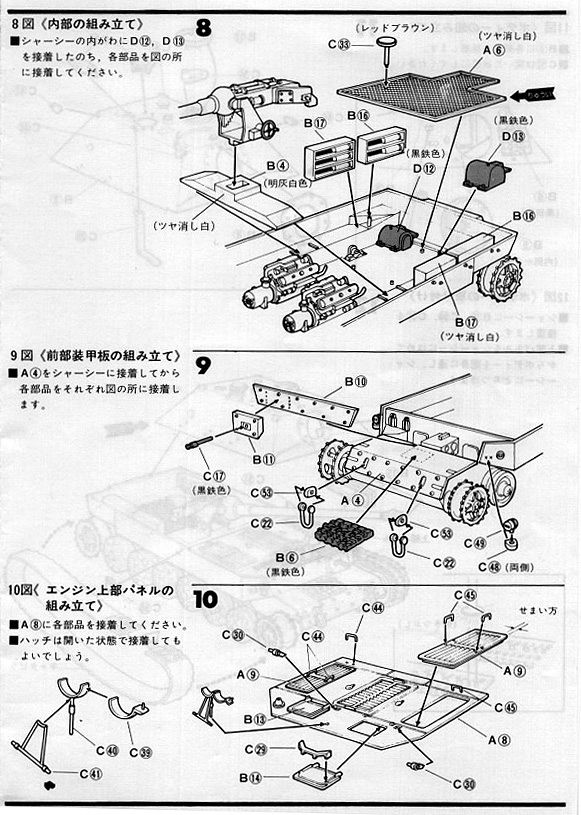 8図《内部の組み立て》
■シャーシーの内がわにD⑫，D⑬
を接着したのち，各部品を図の所
に接着してください。
8
(レッドブラウン)
C㉝
(ツヤ消し白)
A⑥
(黒鉄色)
D⑬
B⑰
B⑯
(黒鉄色)
D⑫
B④
(明灰白色)
(ツヤ消し白)
B⑯
B⑰
(ツヤ消し白)
9図《前部装甲板の組み立て》
■A④をシャーシーに接着してから
各部品をそれぞれ図の所に接着し
ます。
9
B⑩
B⑪
C⑰
(黒鉄色)
C㊼
C㉒
A④
B⑥
(黒鉄色)
C㊼
C㉒
C㊾
C㊽(両側)
10図《エンジン上部パネルの
組み立て》
■A⑧に各部品を接着してください。
■ハッチは開いた状態で接着しても
よいでしょう。
10
C㊹
C㊺
せまい方
C㉚
C㊹
A⑨
A⑨
B⑬
C㊺
A⑧
C㉙
B⑭
C㉚
C㊵
C㊴
C㊶